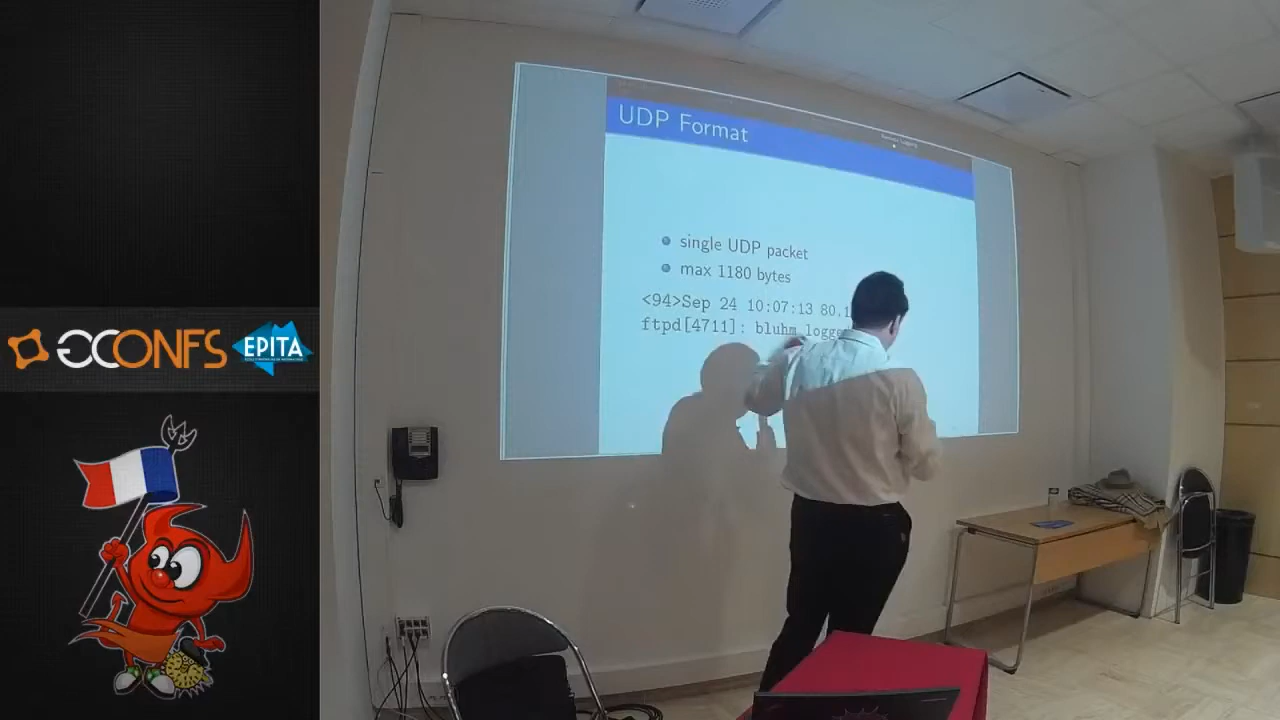 UDP Format
single UDP packet
max 1180 bytes
<94>Sep 24 10:07:13 80.1
ftpd[4711]: bluhm logge
GCONFS
EPITA